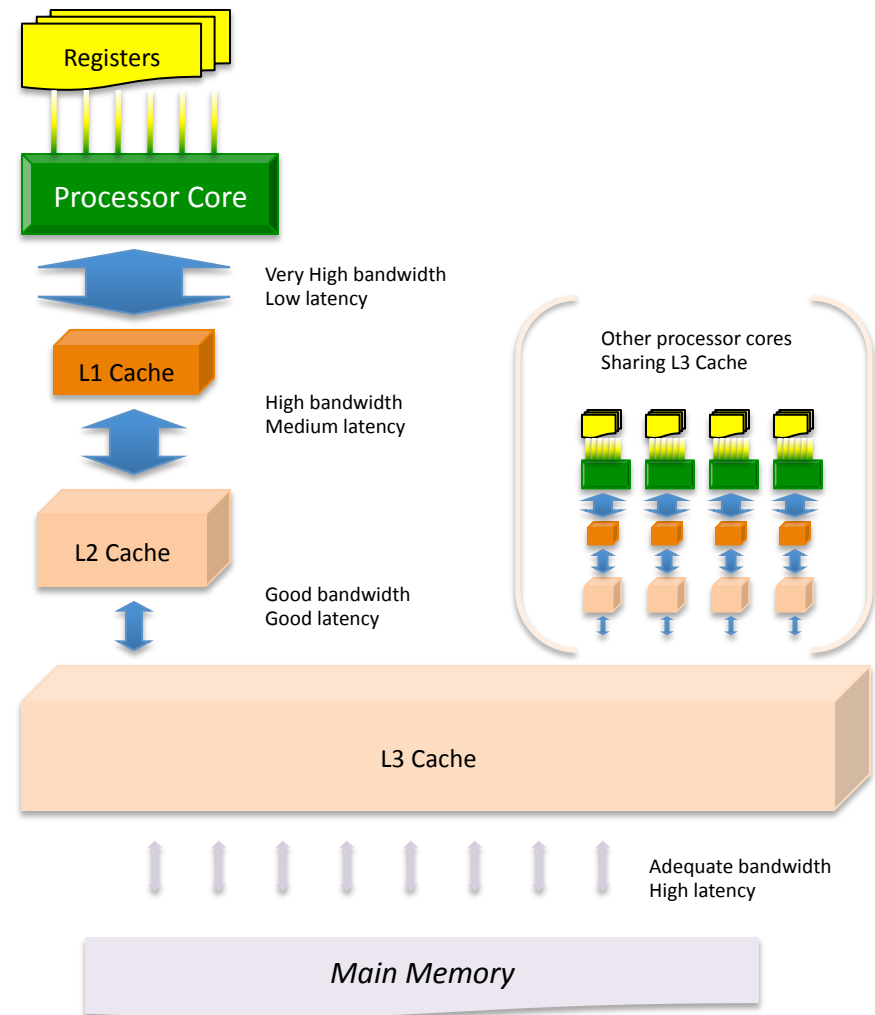 Registers
Processor Core
Very High bandwidth
Low latency
L1 Cache
Other processor cores
Sharing L3 Cache
High bandwidth
Medium latency
L2 Cache
Good bandwidth
Good latency
L3 Cache
Adequate bandwidth
High latency
Main Memory